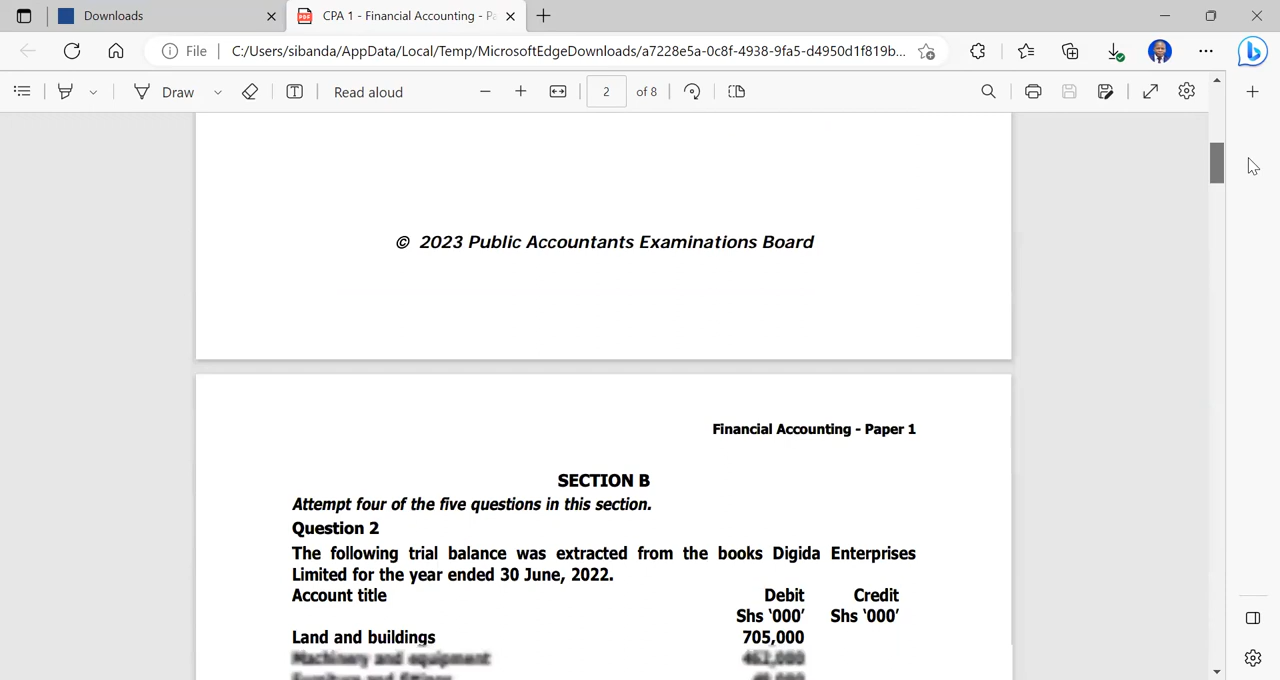 Downloads
CPA 1 - Financial Accounting - Pa
File
C:/Users/sibanda/AppData/Local/Temp/MicrosoftEdgeDownloads/a7228e5a-0c8f-4938-9fa5-d4950d1f819b...
Draw
Read aloud
2
of 8
© 2023 Public Accountants Examinations Board
Financial Accounting - Paper 1
SECTION B
Attempt four of the five questions in this section.
Question 2
The following trial balance was extracted from the books Digida Enterprises
Limited for the year ended 30 June, 2022.
Account title Debit Credit
Shs ‘000’ Shs ‘000’
Land and buildings 705,000
Machinery and equipment